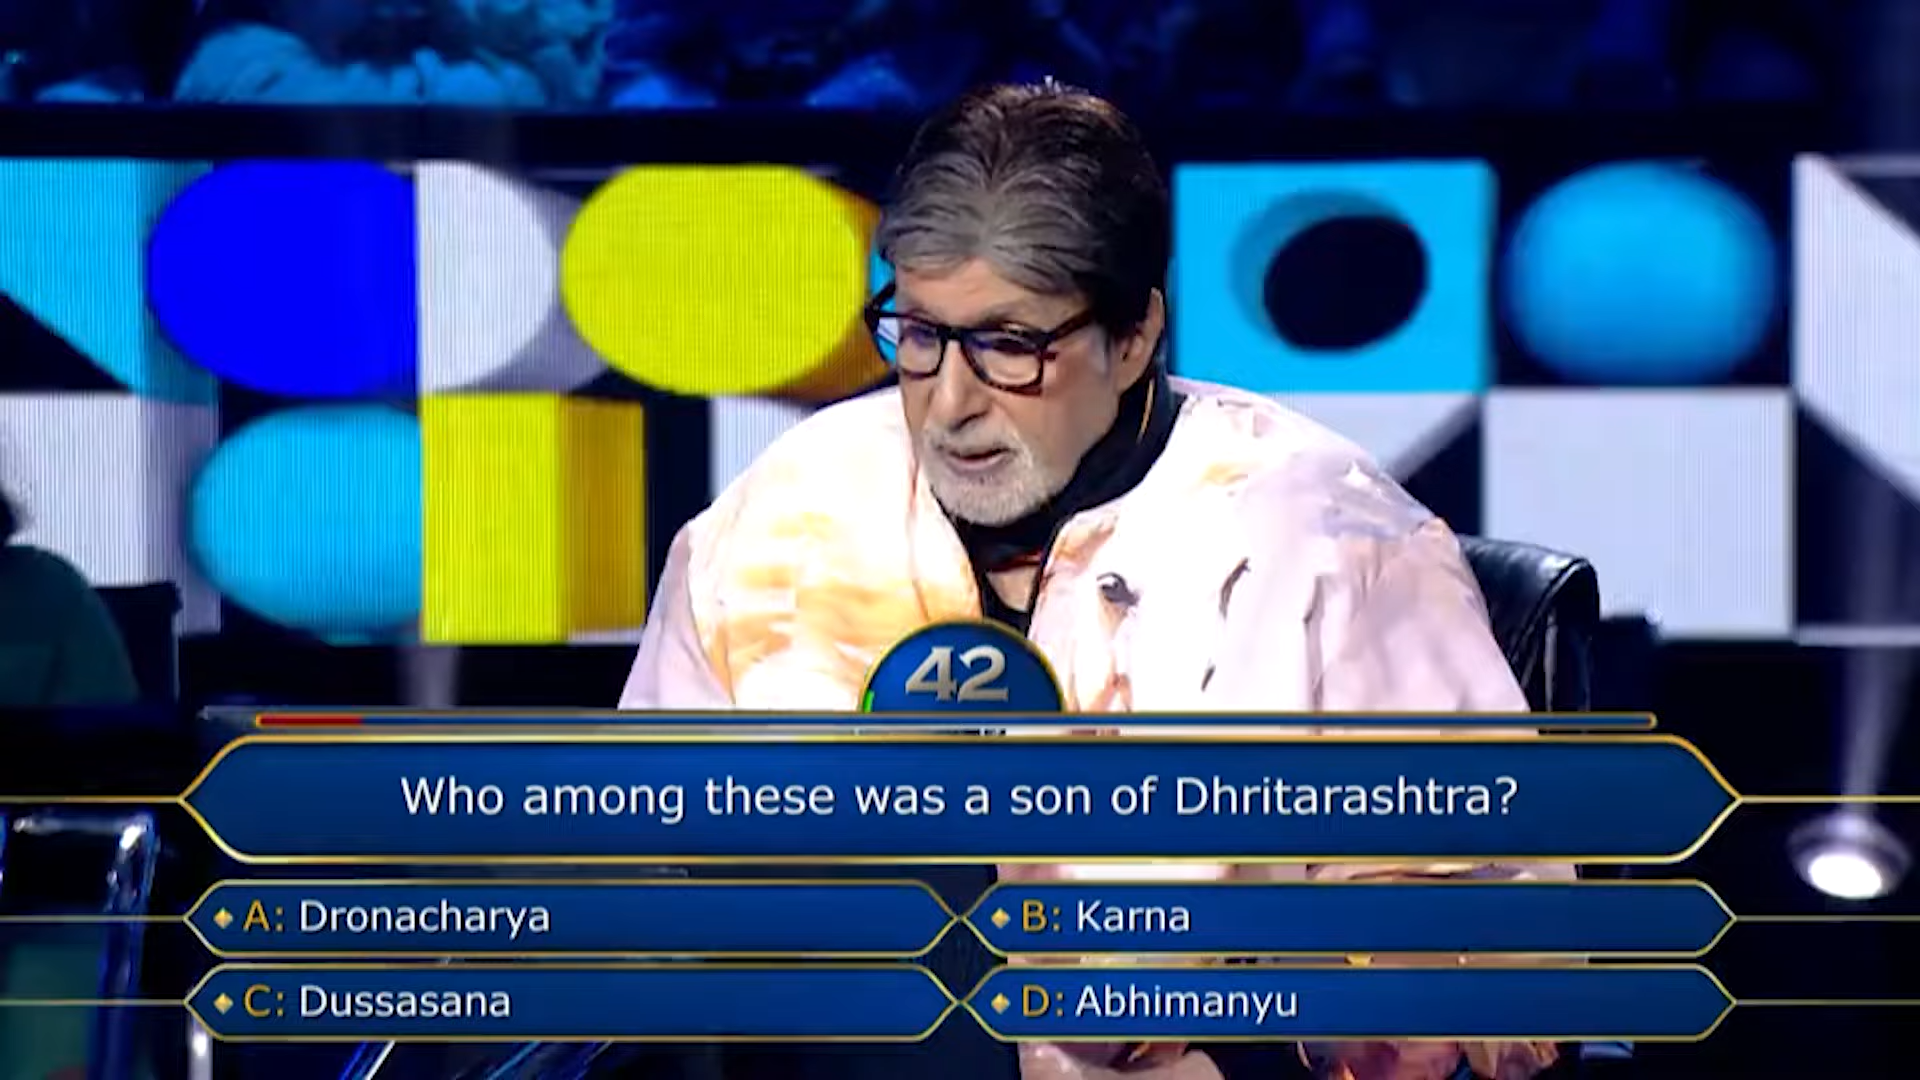 42
Who among these was a son of Dhritarashtra?
A: Dronacharya
B: Karna
C: Dussasana
D: Abhimanyu